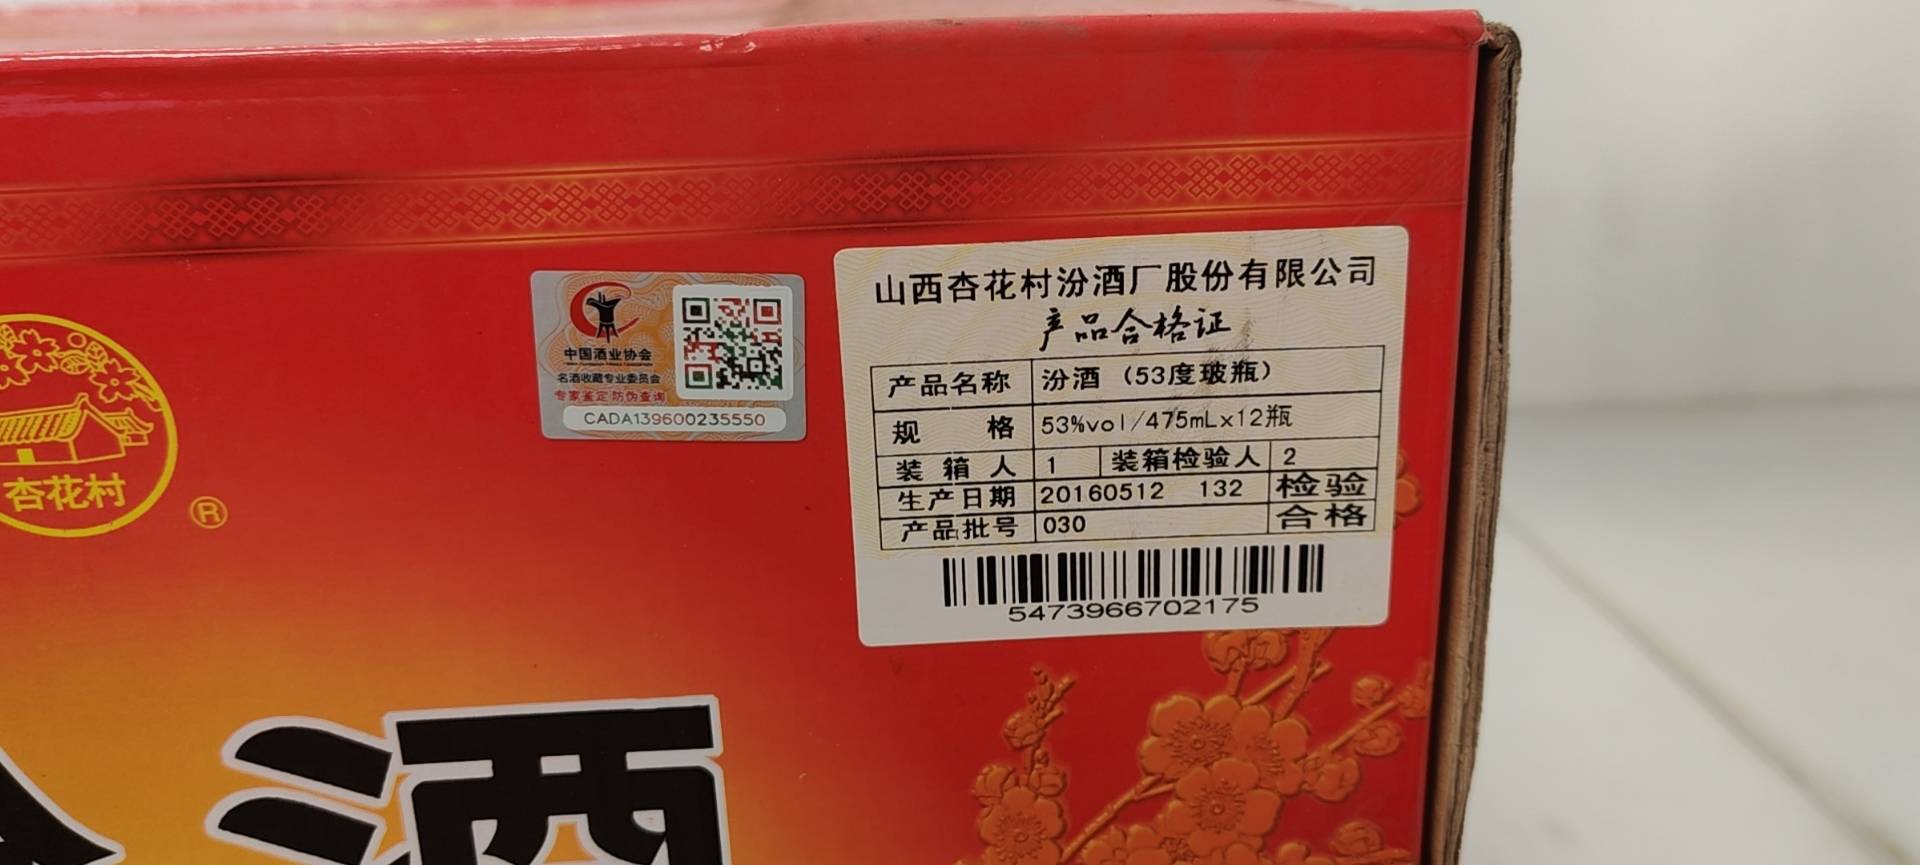 杏花村
®
中国酒业协会
名酒收藏专业委员会
专家鉴定 防伪查询
CADA139600235550
山西杏花村汾酒厂股份有限公司
产品合格证
产品名称 汾酒（53度玻瓶）
规格 53%vol/475mL×12瓶
装箱人 1 装箱检验人 2
生产日期 20160512 132 检验
产品批号 030 合格
5473966702175
酒